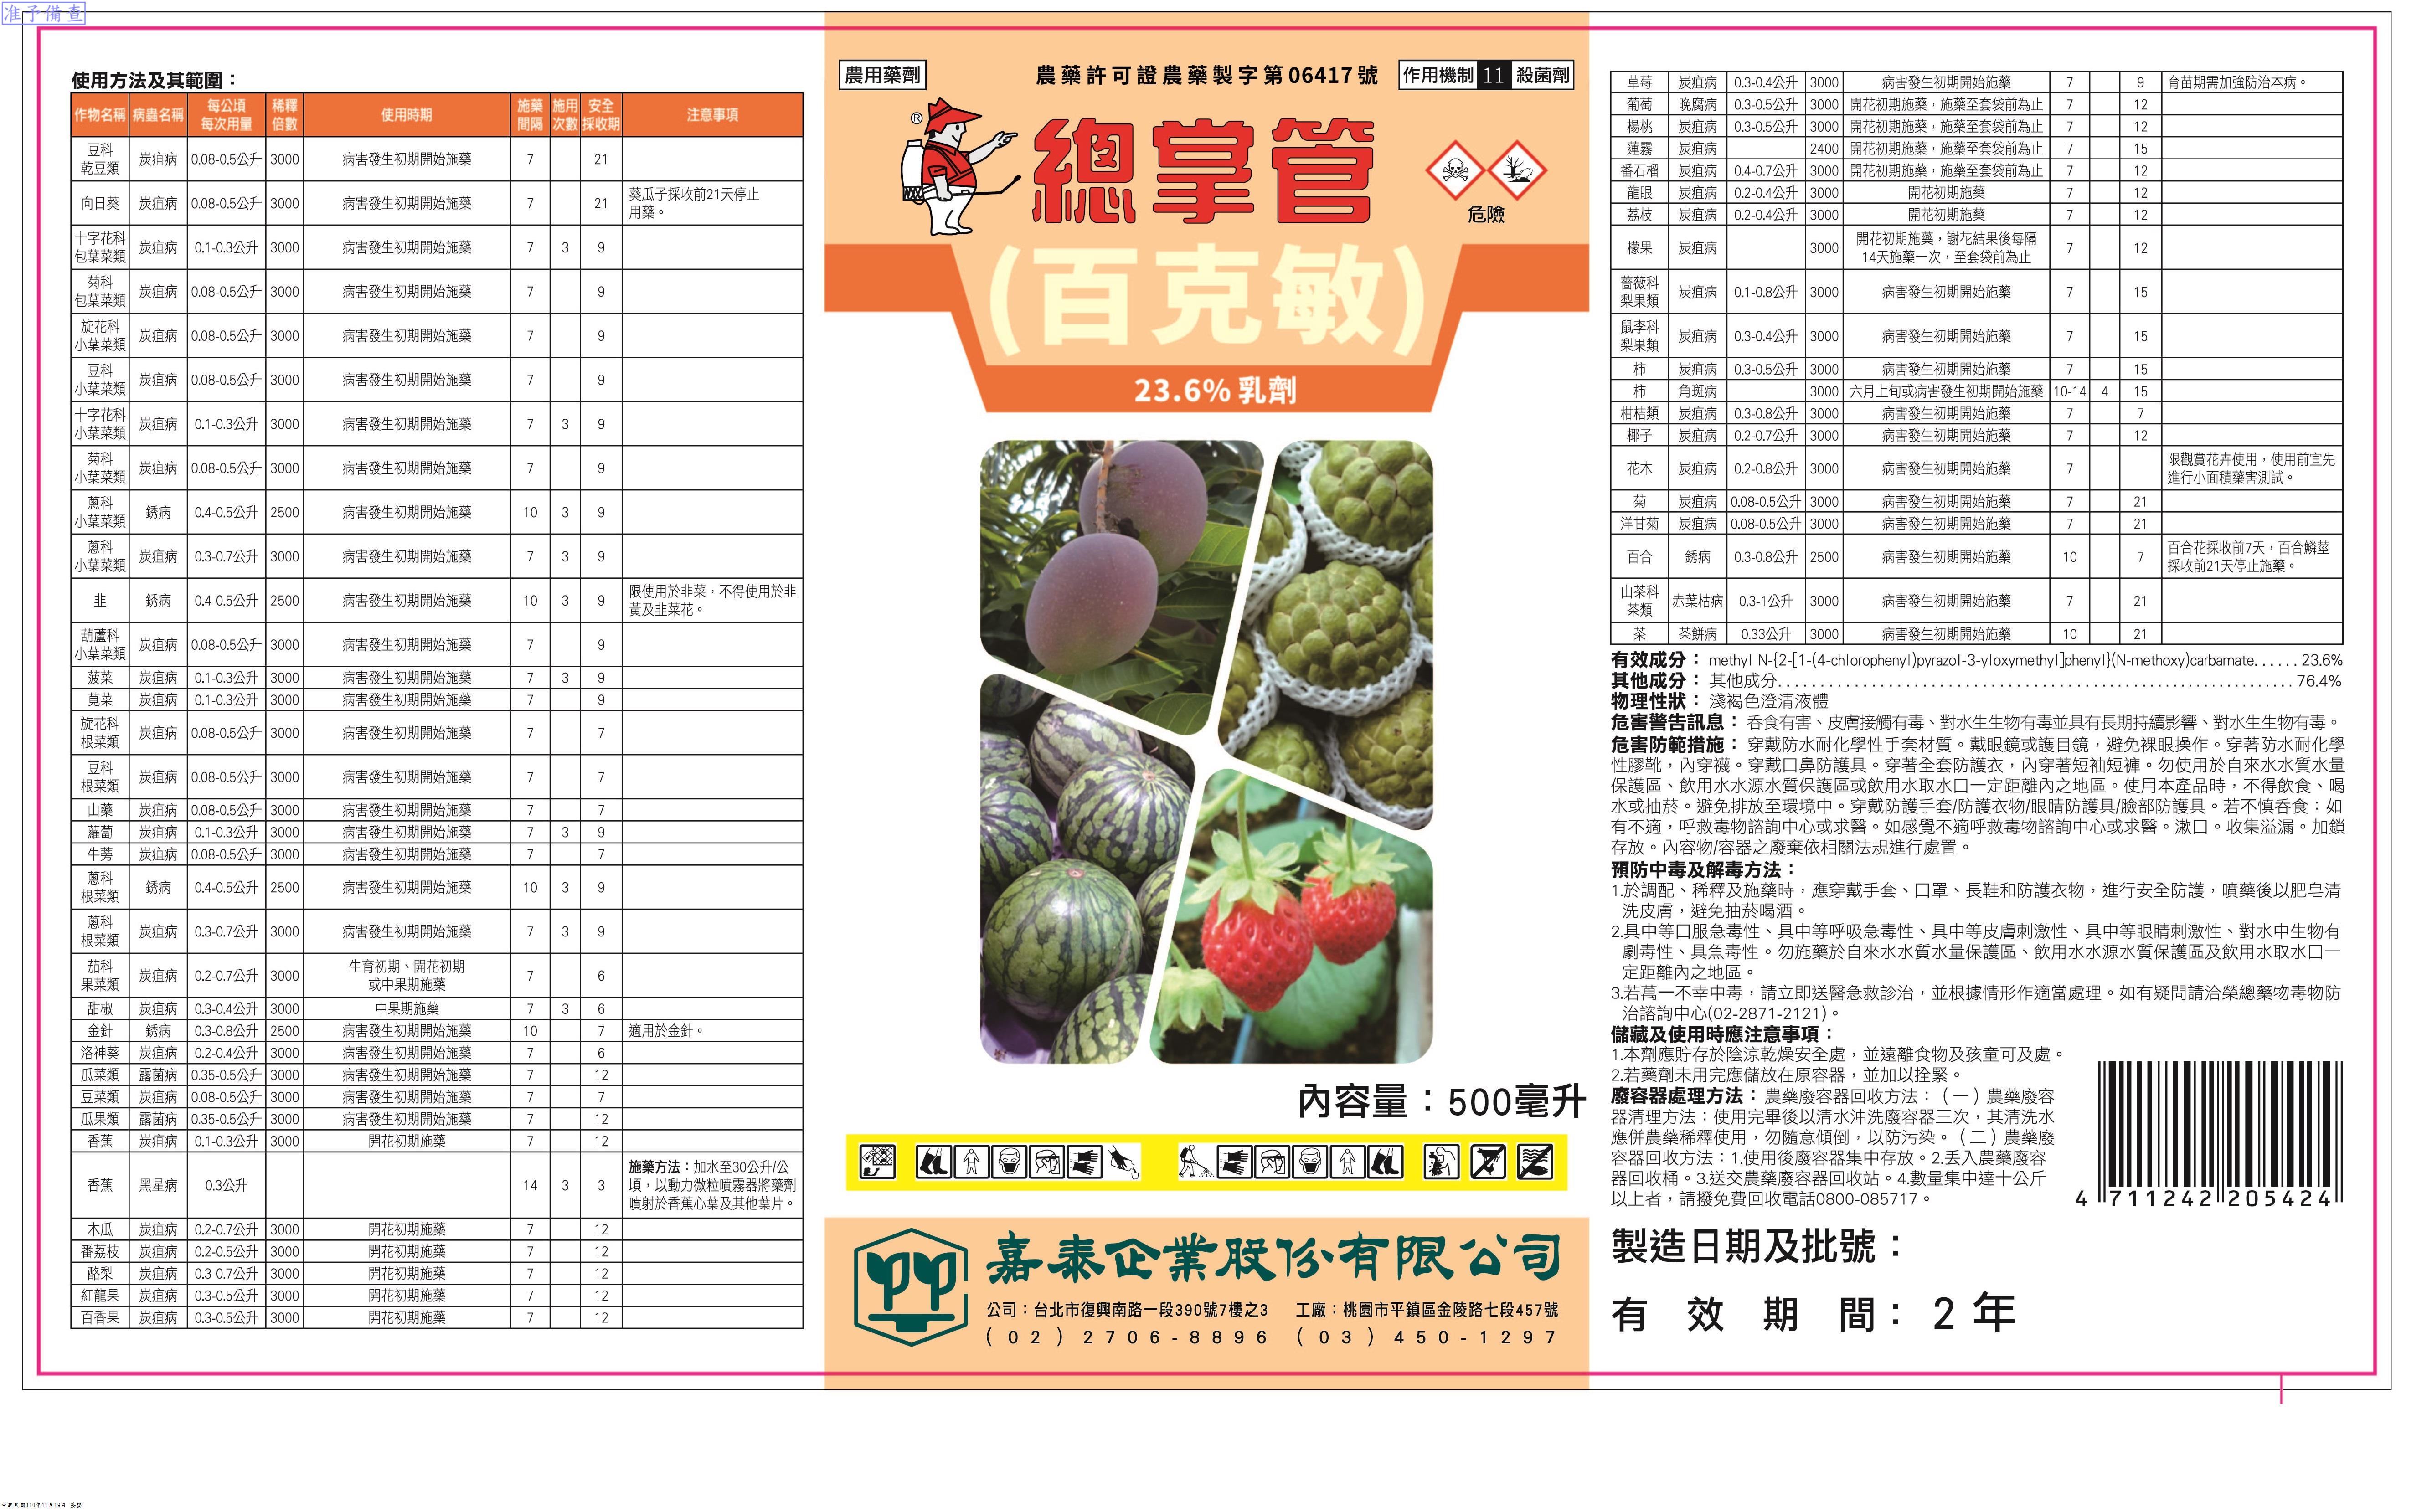 准予備查
使用方法及其範圍：
作物名稱 病蟲名稱 每公頃每次用量 稀釋倍數 使用時期 施藥間隔 施用次數 安全採收期 注意事項
豆科乾豆類 炭疽病 0.08-0.5公升 3000 病害發生初期開始施藥 7 21
向日葵 炭疽病 0.08-0.5公升 3000 病害發生初期開始施藥 7 21 葵瓜子採收前21天停止用藥。
十字花科包葉菜類 炭疽病 0.1-0.3公升 3000 病害發生初期開始施藥 7 3 9
菊科包葉菜類 炭疽病 0.08-0.5公升 3000 病害發生初期開始施藥 7 9
旋花科小葉菜類 炭疽病 0.08-0.5公升 3000 病害發生初期開始施藥 7 9
豆科小葉菜類 炭疽病 0.08-0.5公升 3000 病害發生初期開始施藥 7 9
十字花科小葉菜類 炭疽病 0.1-0.3公升 3000 病害發生初期開始施藥 7 3 9
菊科小葉菜類 炭疽病 0.08-0.5公升 3000 病害發生初期開始施藥 7 9
蔥科小葉菜類 銹病 0.4-0.5公升 2500 病害發生初期開始施藥 10 3 9
蔥科小葉菜類 炭疽病 0.3-0.7公升 3000 病害發生初期開始施藥 7 3 9
韭 銹病 0.4-0.5公升 2500 病害發生初期開始施藥 10 3 9 限使用於韭菜，不得使用於韭黃及韭菜花。
葫蘆科小葉菜類 炭疽病 0.08-0.5公升 3000 病害發生初期開始施藥 7 9
菠菜 炭疽病 0.1-0.3公升 3000 病害發生初期開始施藥 7 3 9
莧菜 炭疽病 0.1-0.3公升 3000 病害發生初期開始施藥 7 9
旋花科根菜類 炭疽病 0.08-0.5公升 3000 病害發生初期開始施藥 7 7
豆科根菜類 炭疽病 0.08-0.5公升 3000 病害發生初期開始施藥 7 7
山藥 炭疽病 0.08-0.5公升 3000 病害發生初期開始施藥 7 7
蘿蔔 炭疽病 0.1-0.3公升 3000 病害發生初期開始施藥 7 3 9
牛蒡 炭疽病 0.08-0.5公升 3000 病害發生初期開始施藥 7 7
蔥科根菜類 銹病 0.4-0.5公升 2500 病害發生初期開始施藥 10 3 9
蔥科根菜類 炭疽病 0.3-0.7公升 3000 病害發生初期開始施藥 7 3 9
茄科果菜類 炭疽病 0.2-0.7公升 3000 生育初期、開花初期或中果期施藥 7 6
甜椒 炭疽病 0.3-0.4公升 3000 中果期施藥 7 3 6
金針 銹病 0.3-0.8公升 2500 病害發生初期開始施藥 10 7 適用於金針。
洛神葵 炭疽病 0.2-0.4公升 3000 病害發生初期開始施藥 7 6
瓜菜類 露菌病 0.35-0.5公升 3000 病害發生初期開始施藥 7 12
豆菜類 炭疽病 0.08-0.5公升 3000 病害發生初期開始施藥 7 7
瓜果類 露菌病 0.35-0.5公升 3000 病害發生初期開始施藥 7 12
香蕉 炭疽病 0.1-0.3公升 3000 開花初期施藥 7 12
香蕉 黑星病 0.3公升 14 3 3 施藥方法：加水至30公升/公頃，以動力微粒噴霧器將藥劑噴射於香蕉心葉及其他葉片。
木瓜 炭疽病 0.2-0.7公升 3000 開花初期施藥 7 12
番荔枝 炭疽病 0.2-0.5公升 3000 開花初期施藥 7 12
酪梨 炭疽病 0.3-0.7公升 3000 開花初期施藥 7 12
紅龍果 炭疽病 0.3-0.5公升 3000 開花初期施藥 7 12
百香果 炭疽病 0.3-0.5公升 3000 開花初期施藥 7 12
農用藥劑
農藥許可證農藥製字第06417號
作用機制 11 殺菌劑
®
總掌管
危險
(百克敏)
23.6% 乳劑
內容量：500毫升
嘉泰企業股份有限公司
公司：台北市復興南路一段390號7樓之3 工廠：桃園市平鎮區金陵路七段457號
(02)2706-8896 (03)450-1297
草莓 炭疽病 0.3-0.4公升 3000 病害發生初期開始施藥 7 9 育苗期需加強防治本病。
葡萄 晚腐病 0.3-0.5公升 3000 開花初期施藥，施藥至套袋前為止 7 12
楊桃 炭疽病 0.3-0.5公升 3000 開花初期施藥，施藥至套袋前為止 7 12
蓮霧 炭疽病 2400 開花初期施藥，施藥至套袋前為止 7 15
番石榴 炭疽病 0.4-0.7公升 3000 開花初期施藥，施藥至套袋前為止 7 12
龍眼 炭疽病 0.2-0.4公升 3000 開花初期施藥 7 12
荔枝 炭疽病 0.2-0.4公升 3000 開花初期施藥 7 12
檬果 炭疽病 3000 開花初期施藥，謝花結果後每隔14天施藥一次，至套袋前為止 7 12
薔薇科梨果類 炭疽病 0.1-0.8公升 3000 病害發生初期開始施藥 7 15
鼠李科梨果類 炭疽病 0.3-0.4公升 3000 病害發生初期開始施藥 7 15
柿 炭疽病 0.3-0.5公升 3000 病害發生初期開始施藥 7 15
柿 角斑病 3000 六月上旬或病害發生初期開始施藥 10-14 4 15
柑桔類 炭疽病 0.3-0.8公升 3000 病害發生初期開始施藥 7 7
椰子 炭疽病 0.2-0.7公升 3000 病害發生初期開始施藥 7 12
花木 炭疽病 0.2-0.8公升 3000 病害發生初期開始施藥 7 限觀賞花卉使用，使用前宜先進行小面積藥害測試。
菊 炭疽病 0.08-0.5公升 3000 病害發生初期開始施藥 7 21
洋甘菊 炭疽病 0.08-0.5公升 3000 病害發生初期開始施藥 7 21
百合 銹病 0.3-0.8公升 2500 病害發生初期開始施藥 10 7 百合花採收前7天，百合鱗莖採收前21天停止施藥。
山茶科茶類 赤葉枯病 0.3-1公升 3000 病害發生初期開始施藥 7 21
茶 茶餅病 0.33公升 3000 病害發生初期開始施藥 10 21
有效成分：methyl N-{2-[1-(4-chlorophenyl)pyrazol-3-yloxymethyl]phenyl}(N-methoxy)carbamate......23.6%
其他成分：其他成分......76.4%
物理性狀：淺褐色澄清液體
危害警告訊息：吞食有害、皮膚接觸有毒、對水生生物有毒並具有長期持續影響、對水生生物有毒。
危害防範措施：穿戴防水耐化學性手套材質。戴眼鏡或護目鏡，避免裸眼操作。穿著防水耐化學
性膠靴，內穿襪。穿戴口鼻防護具。穿著全套防護衣，內穿著短袖短褲。勿使用於自來水水質水量
保護區、飲用水水源水質保護區或飲用水取水口一定距離內之地區。使用本產品時，不得飲食、喝
水或抽菸。避免排放至環境中。穿戴防護手套/防護衣物/眼睛防護具/臉部防護具。若不慎吞食：如
有不適，呼救毒物諮詢中心或求醫。如感覺不適呼救毒物諮詢中心或求醫。漱口。收集溢漏。加鎖
存放。內容物/容器之廢棄依相關法規進行處置。
預防中毒及解毒方法：
1.於調配、稀釋及施藥時，應穿戴手套、口罩、長鞋和防護衣物，進行安全防護，噴藥後以肥皂清
洗皮膚，避免抽菸喝酒。
2.具中等口服急毒性、具中等呼吸急毒性、具中等皮膚刺激性、具中等眼睛刺激性、對水中生物有
劇毒性、具魚毒性。勿施藥於自來水水質水量保護區、飲用水水源水質保護區及飲用水取水口一
定距離內之地區。
3.若萬一不幸中毒，請立即送醫急救診治，並根據情形作適當處理。如有疑問請洽榮總藥物毒物防
治諮詢中心(02-2871-2121)。
儲藏及使用時應注意事項：
1.本劑應貯存於陰涼乾燥安全處，並遠離食物及孩童可及處。
2.若藥劑未用完應儲放在原容器，並加以拴緊。
廢容器處理方法：農藥廢容器回收方法：（一）農藥廢容
器清理方法：使用完畢後以清水沖洗廢容器三次，其清洗水
應併農藥稀釋使用，勿隨意傾倒，以防污染。（二）農藥廢
容器回收方法：1.使用後廢容器集中存放。2.丟入農藥廢容
器回收桶。3.送交農藥廢容器回收站。4.數量集中達十公斤
以上者，請撥免費回收電話0800-085717。
4 711242 205424
製造日期及批號：
有效期間：2年
中華民國110年11月19日